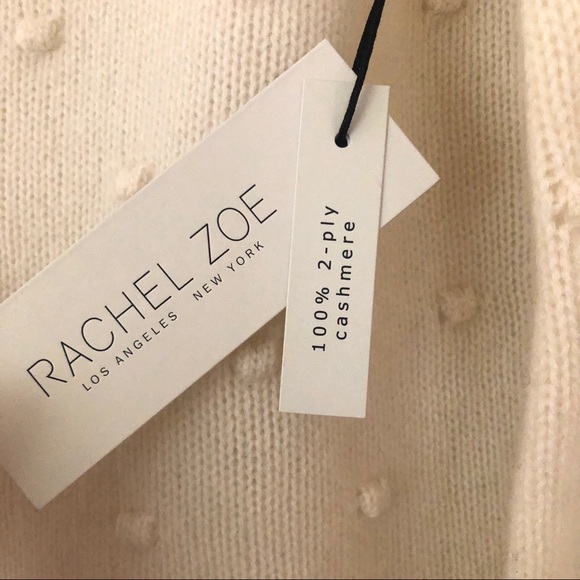 RACHEL ZOE
LOS ANGELES NEW YORK
100% 2-ply
cashmere